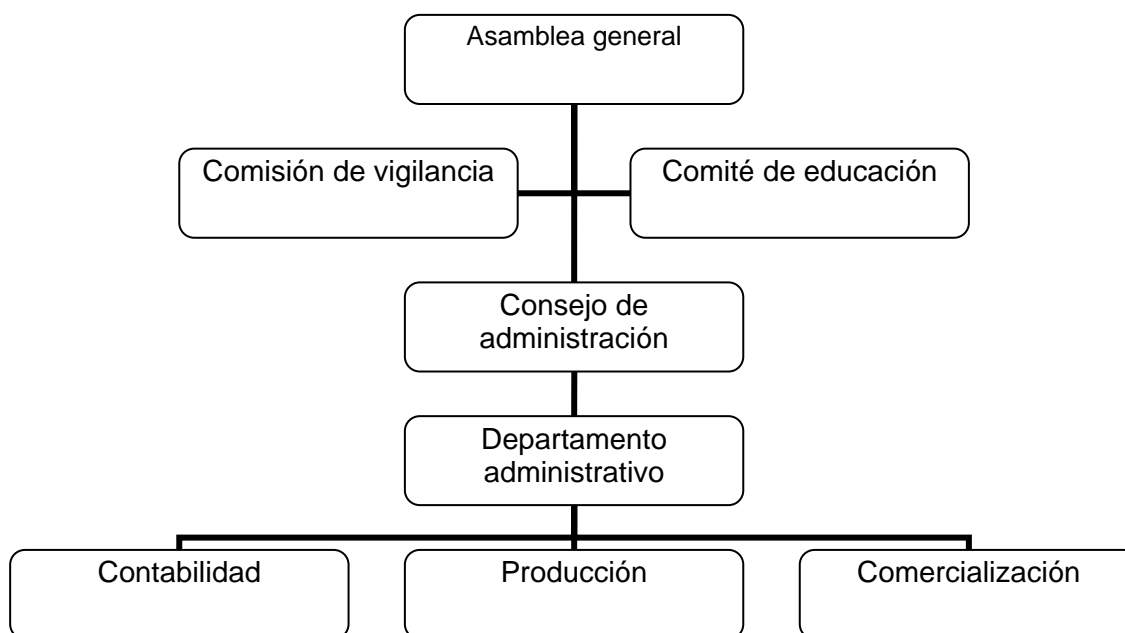 Asamblea general
Comisión de vigilancia
Comité de educación
Consejo de
administración
Departamento
administrativo
Contabilidad
Producción
Comercialización